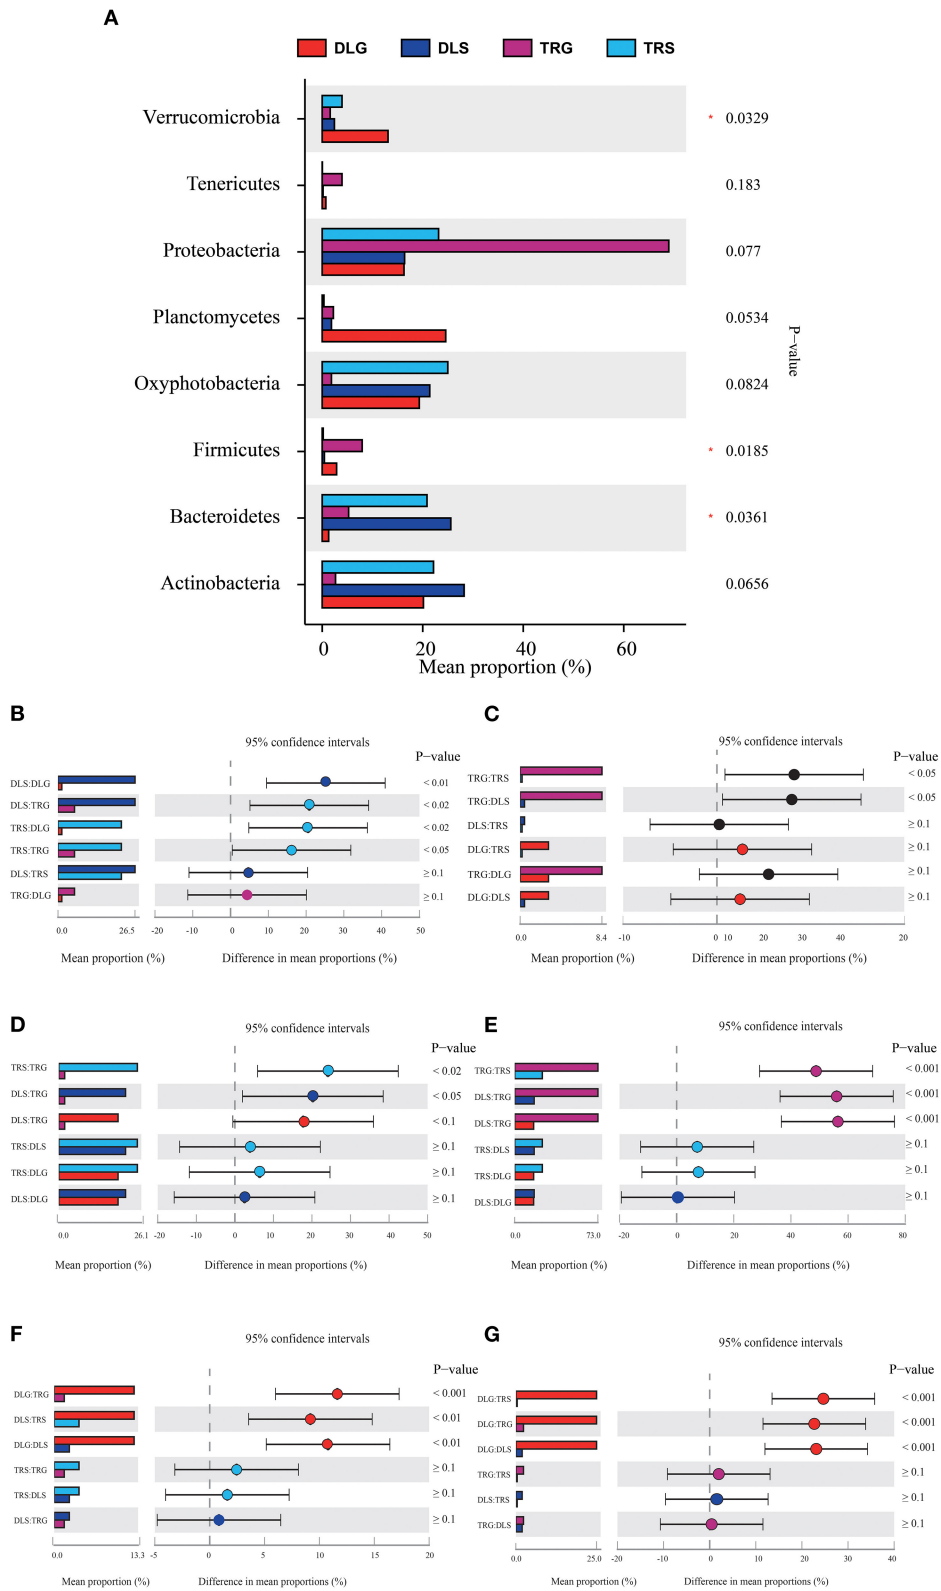 A
DLG DLS TRG TRS
Verrucomicrobia * 0.0329
Tenericutes 0.183
Proteobacteria 0.077
Planctomycetes 0.0534
Oxyphotobacteria 0.0824
Firmicutes * 0.0185
Bacteroidetes * 0.0361
Actinobacteria 0.0656
P−value
0 20 40 60
Mean proportion (%)
B
95% confidence intervals
P−value
DLS:DLG < 0.01
DLS:TRG < 0.02
TRS:DLG < 0.02
TRS:TRG < 0.05
DLS:TRS ≥ 0.1
TRG:DLG ≥ 0.1
0.0 26.5 -20 -10 0 10 20 30 40 50
Mean proportion (%) Difference in mean proportions (%)
C
95% confidence intervals
P−value
TRG:TRS < 0.05
TRG:DLS < 0.05
DLS:TRS ≥ 0.1
DLG:TRS ≥ 0.1
TRG:DLG ≥ 0.1
DLG:DLS ≥ 0.1
0.0 8.4 -10 0 10 20 30 40 20
Mean proportion (%) Difference in mean proportions (%)
D
95% confidence intervals
P−value
TRS:TRG < 0.02
DLS:TRG < 0.05
DLS:TRG < 0.1
TRS:DLS ≥ 0.1
TRS:DLG ≥ 0.1
DLS:DLG ≥ 0.1
0.0 26.1 -20 -10 0 10 20 30 40 50
Mean proportion (%) Difference in mean proportions (%)
E
95% confidence intervals
P−value
TRG:TRS < 0.001
DLS:TRG < 0.001
DLS:TRG < 0.001
TRS:DLS ≥ 0.1
TRS:DLG ≥ 0.1
DLS:DLG ≥ 0.1
0.0 73.0 -20 0 20 40 60 80
Mean proportion (%) Difference in mean proportions (%)
F
95% confidence intervals
P−value
DLG:TRG < 0.001
DLS:TRS < 0.01
DLG:DLS < 0.01
TRS:TRG ≥ 0.1
TRS:DLS ≥ 0.1
DLS:TRG ≥ 0.1
0.0 13.3 -5 0 5 10 15 20
Mean proportion (%) Difference in mean proportions (%)
G
95% confidence intervals
P−value
DLG:TRS < 0.001
DLG:TRG < 0.001
DLG:DLS < 0.001
TRG:TRS ≥ 0.1
DLS:TRS ≥ 0.1
TRG:DLS ≥ 0.1
0.0 25.0 -20 -10 0 10 20 30 40
Mean proportion (%) Difference in mean proportions (%)